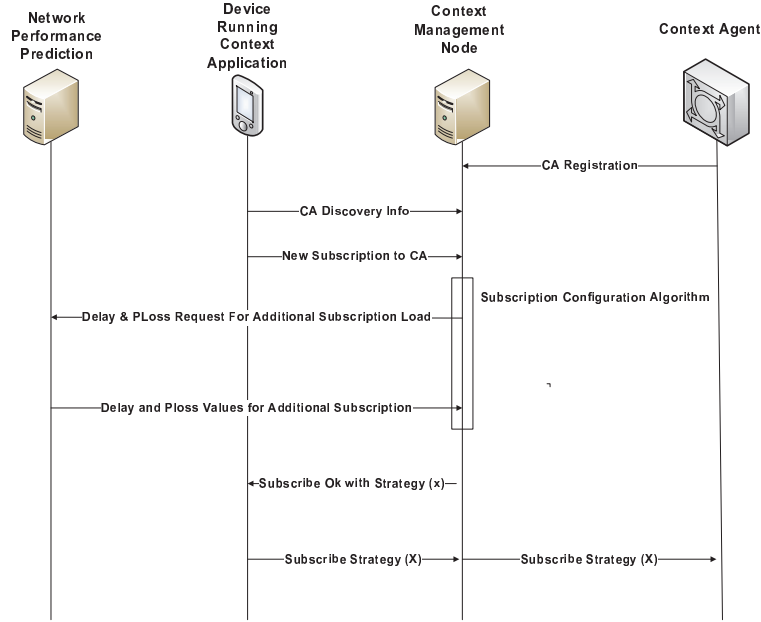 Network
Performance
Prediction
Device
Running
Context
Application
Context
Management
Node
Context Agent
CA Registration
CA Discovery Info
New Subscription to CA
Subscription Configuration Algorithm
Delay & PLoss Request For Additional Subscription Load
Delay and Ploss Values for Additional Subscription
Subscribe Ok with Strategy (x)
Subscribe Strategy (X)
Subscribe Strategy (X)